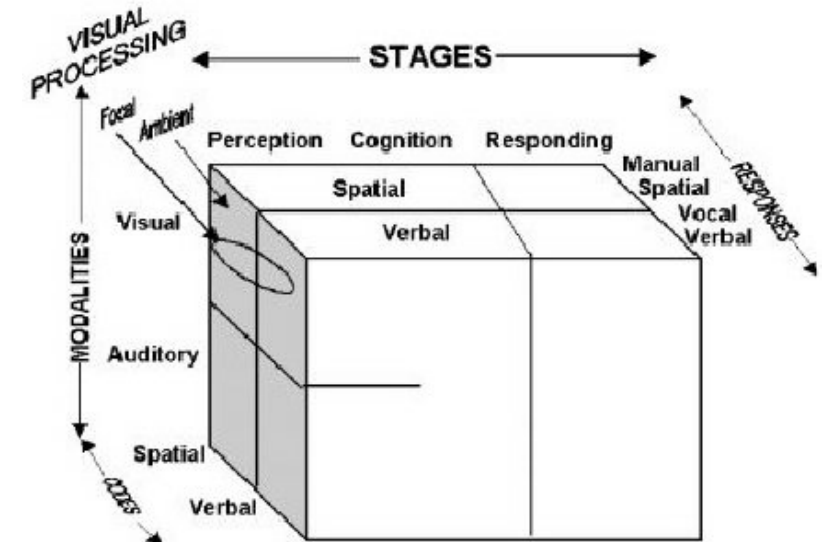 VISUAL
PROCESSING
STAGES
Focal
Ambient
Perception Cognition Responding
Manual
Spatial
Spatial
Vocal
Verbal
Verbal
Visual
RESPONSES
MODALITIES
Auditory
Spatial
Verbal
CODES